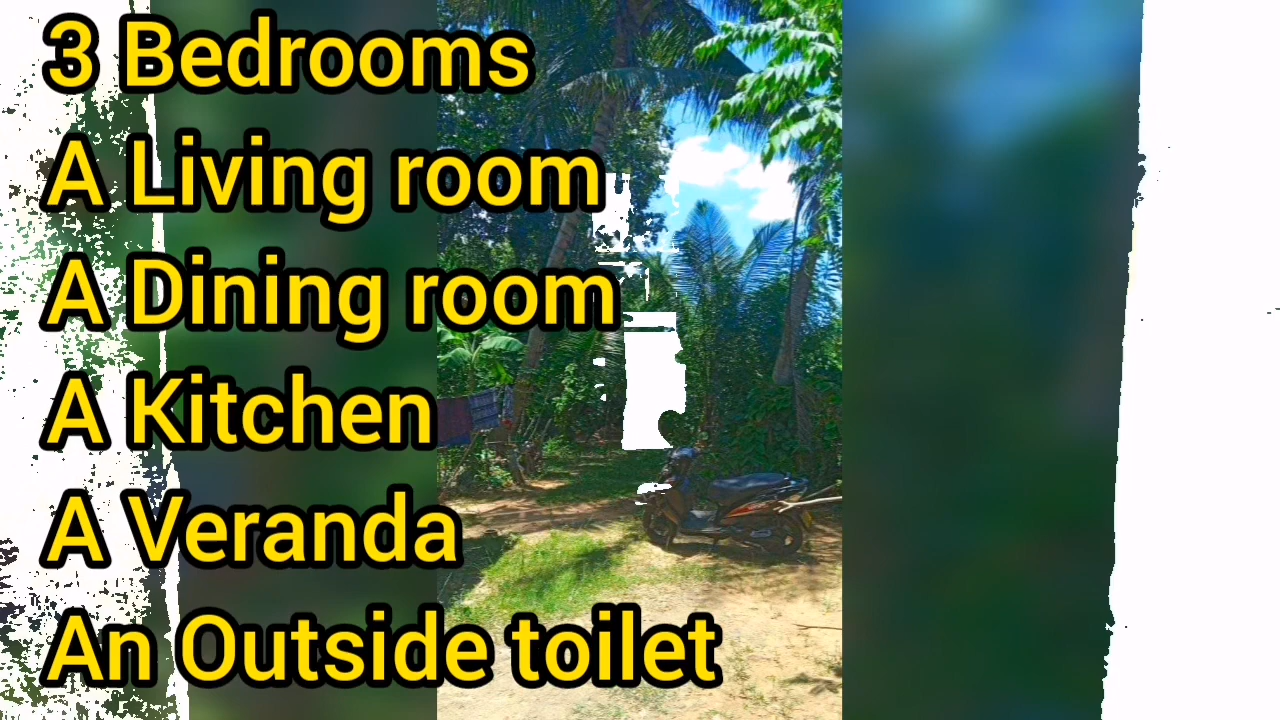 3 Bedrooms
A Living room
A Dining room
A Kitchen
A Veranda
An Outside toilet